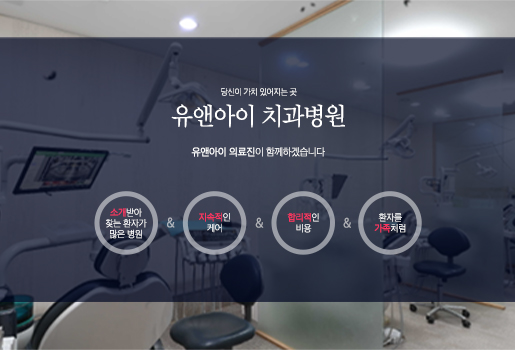 당신이 가치 있어지는 곳
유앤아이 치과병원
유앤아이 의료진이 함께하겠습니다
소개받아
찾는 환자가
많은 병원
&
지속적인
케어
&
합리적인
비용
&
환자를
가족처럼